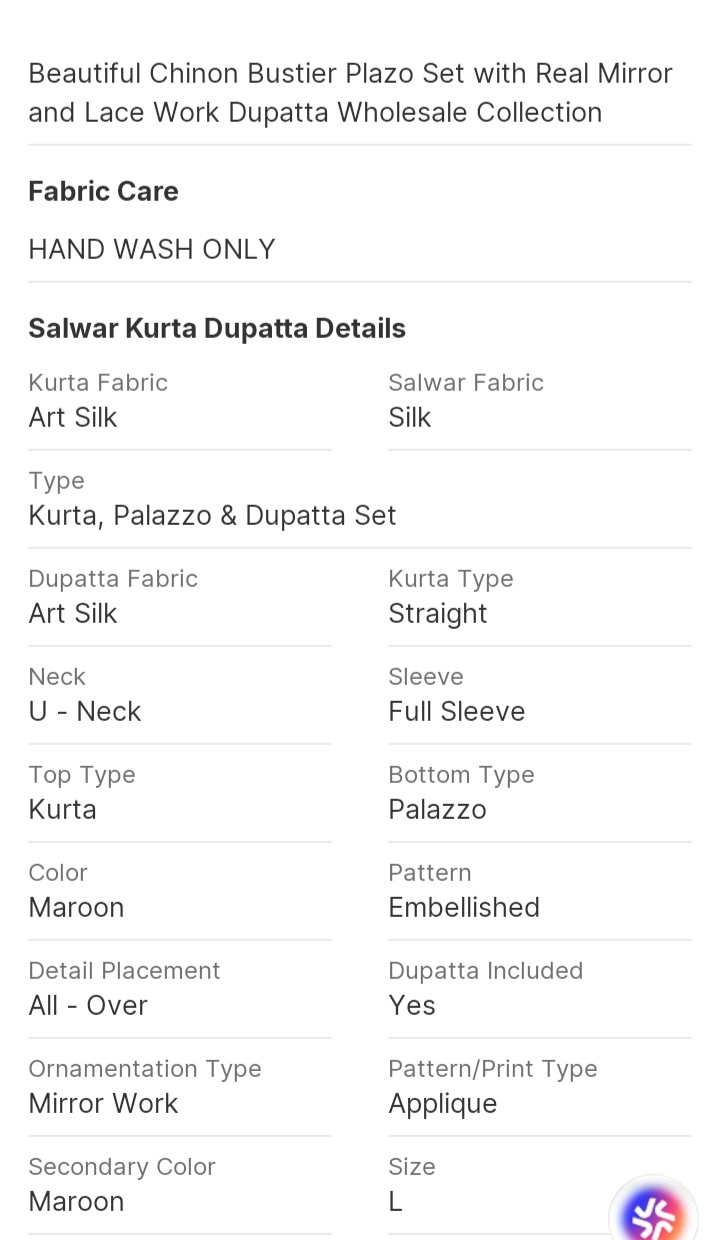 Beautiful Chinon Bustier Plazo Set with Real Mirror
and Lace Work Dupatta Wholesale Collection
Fabric Care
HAND WASH ONLY
Salwar Kurta Dupatta Details
Kurta Fabric
Art Silk
Salwar Fabric
Silk
Type
Kurta, Palazzo & Dupatta Set
Dupatta Fabric
Art Silk
Kurta Type
Straight
Neck
U - Neck
Sleeve
Full Sleeve
Top Type
Kurta
Bottom Type
Palazzo
Color
Maroon
Pattern
Embellished
Detail Placement
All - Over
Dupatta Included
Yes
Ornamentation Type
Mirror Work
Pattern/Print Type
Applique
Secondary Color
Maroon
Size
L